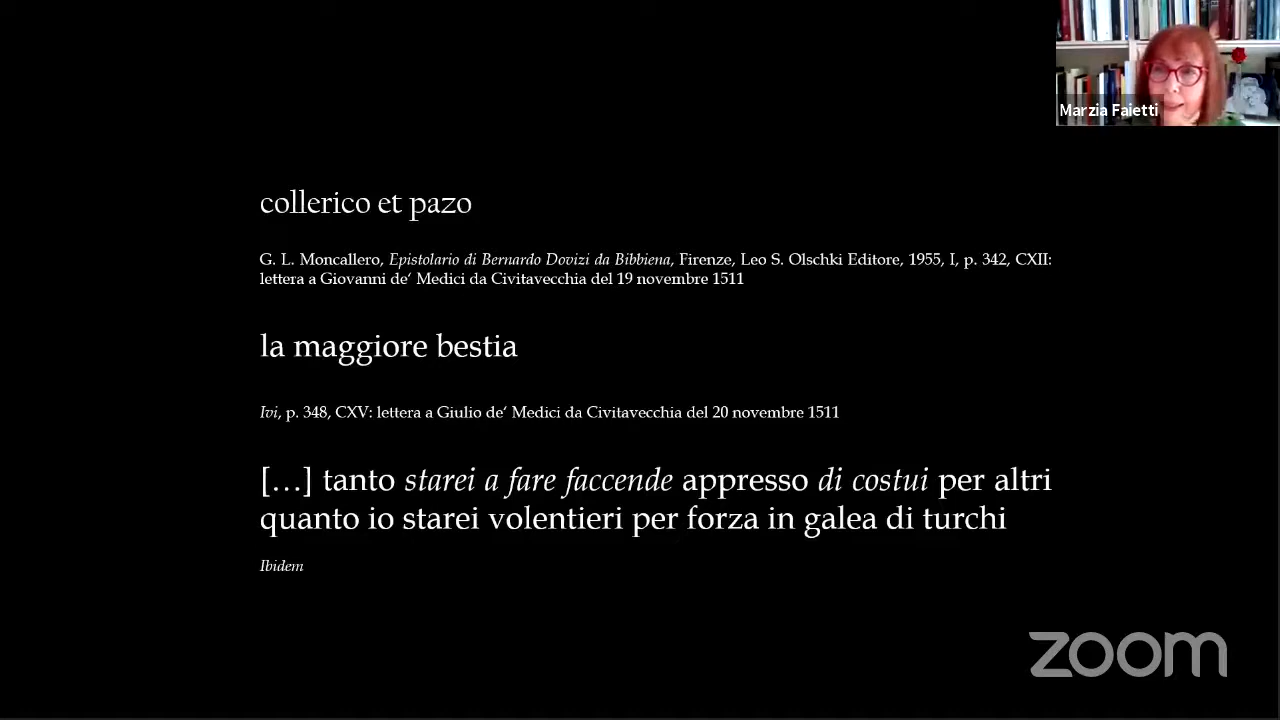 Marzia Faietti
collerico et pazo
G. L. Moncallero, Epistolario di Bernardo Dovizi da Bibbiena, Firenze, Leo S. Olschki Editore, 1955, I, p. 342, CXII:
lettera a Giovanni de‘ Medici da Civitavecchia del 19 novembre 1511
la maggiore bestia
Ivi, p. 348, CXV: lettera a Giulio de‘ Medici da Civitavecchia del 20 novembre 1511
[…] tanto starei a fare faccende appresso di costui per altri
quanto io starei volentieri per forza in galea di turchi
Ibidem
zoom